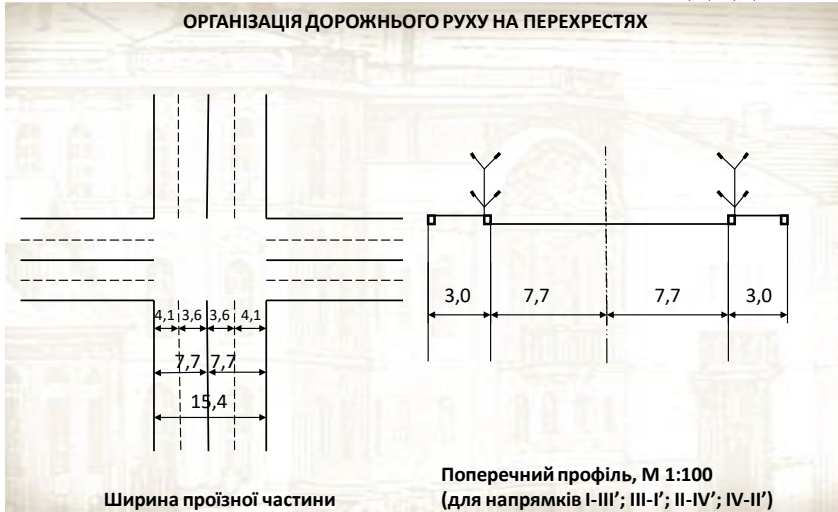 ОРГАНІЗАЦІЯ ДОРОЖНЬОГО РУХУ НА ПЕРЕХРЕСТЯХ
4,1 3,6 3,6 4,1
7,7 7,7
15,4
3,0 7,7 7,7 3,0
Ширина проїзної частини
Поперечний профіль, М 1:100
(для напрямків І-ІІІ’; ІІІ-І’; ІІ-ІV’; ІV-ІІ’)